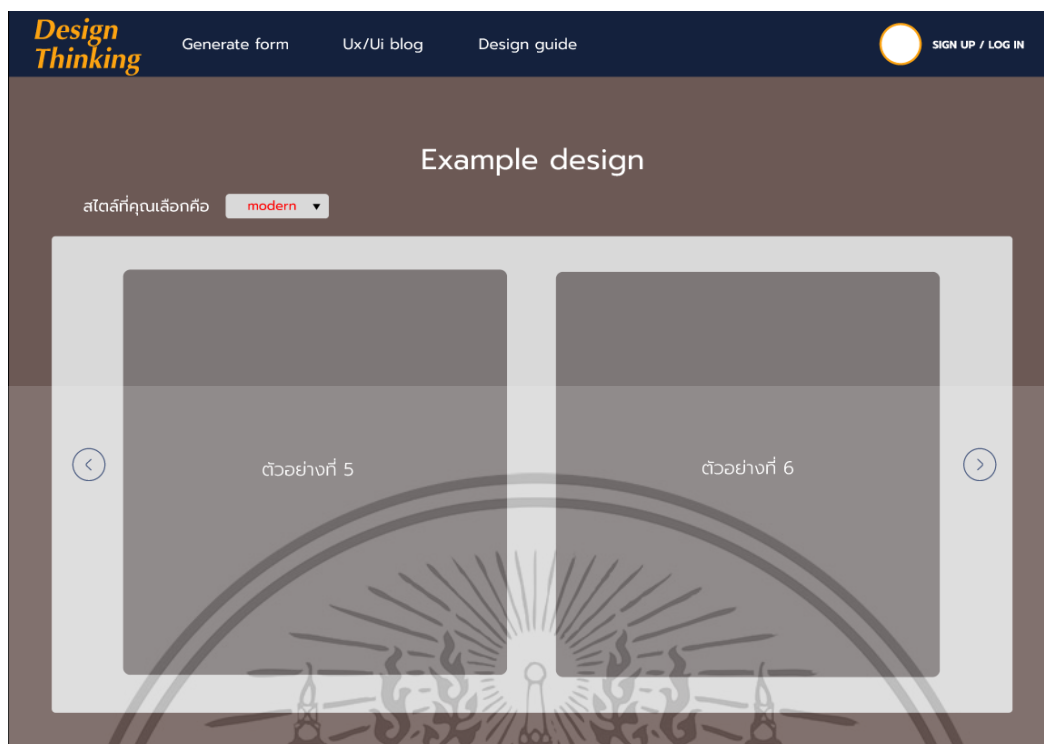 Design
Thinking
Generate form
Ux/Ui blog
Design guide
SIGN UP / LOG IN
Example design
สไตล์ที่คุณเลือกคือ
modern
ตัวอย่างที่ 5
ตัวอย่างที่ 6